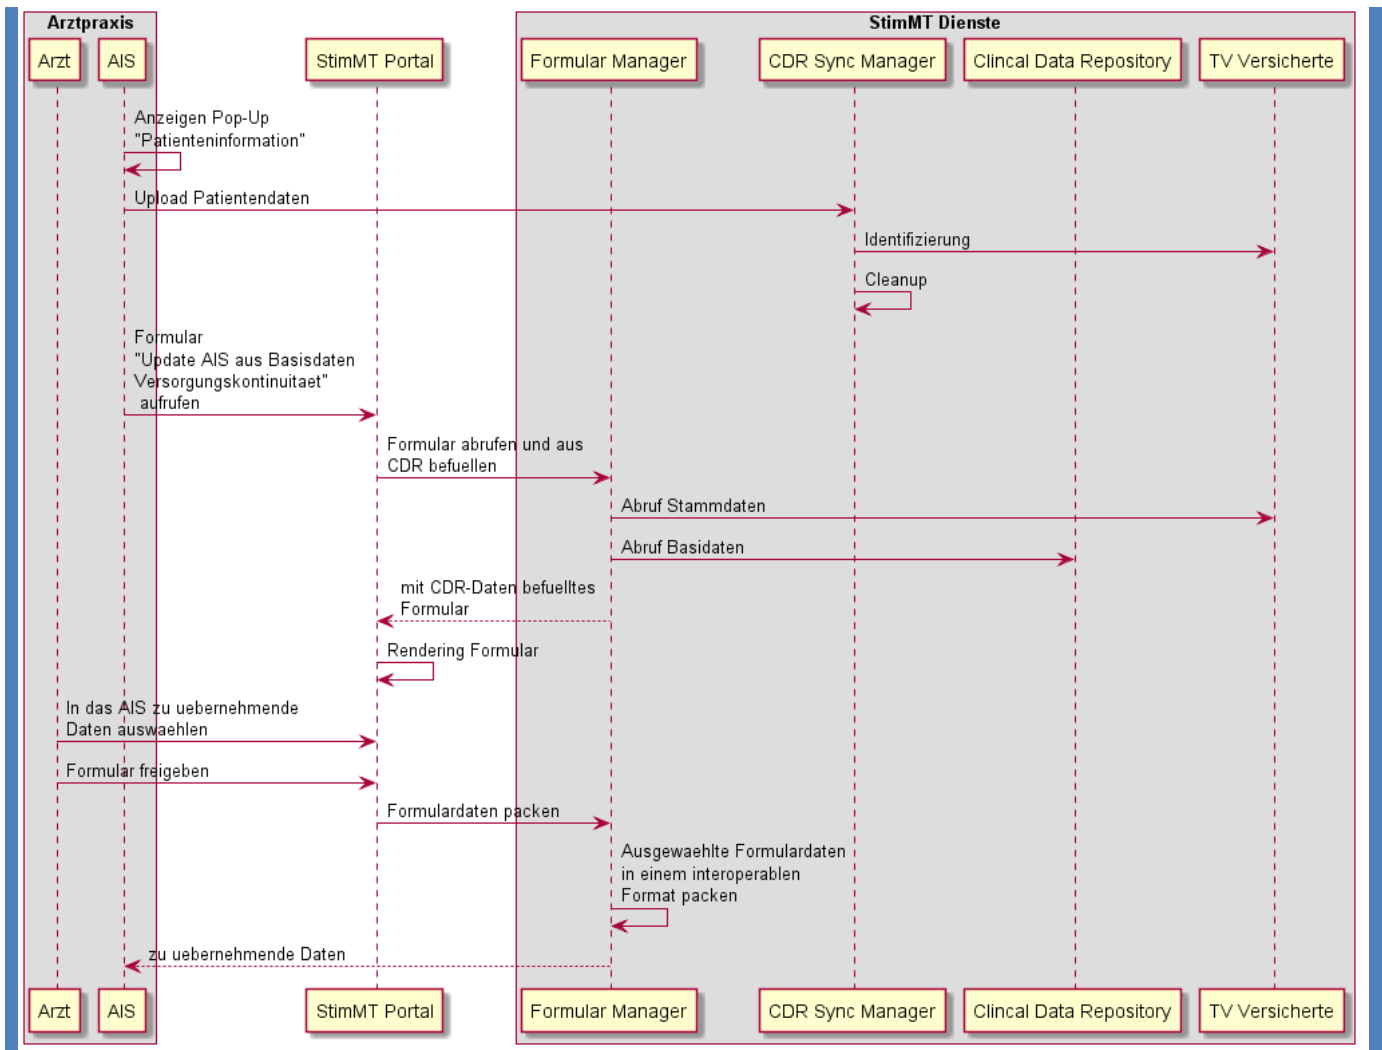 Arztpraxis
StimMT Dienste
Arzt
AIS
StimMT Portal
Formular Manager
CDR Sync Manager
Clincal Data Repository
TV Versicherte
Anzeigen Pop-Up
"Patienteninformation"
Upload Patientendaten
Identifizierung
Cleanup
Formular
"Update AIS aus Basisdaten
Versorgungskontinuitaet"
aufrufen
Formular abrufen und aus
CDR befuellen
Abruf Stammdaten
Abruf Basidaten
mit CDR-Daten befuelltes
Formular
Rendering Formular
In das AIS zu uebernehmende
Daten auswaehlen
Formular freigeben
Formulardaten packen
Ausgewaehlte Formulardaten
in einem interoperablen
Format packen
zu uebernehmende Daten
Arzt
AIS
StimMT Portal
Formular Manager
CDR Sync Manager
Clincal Data Repository
TV Versicherte